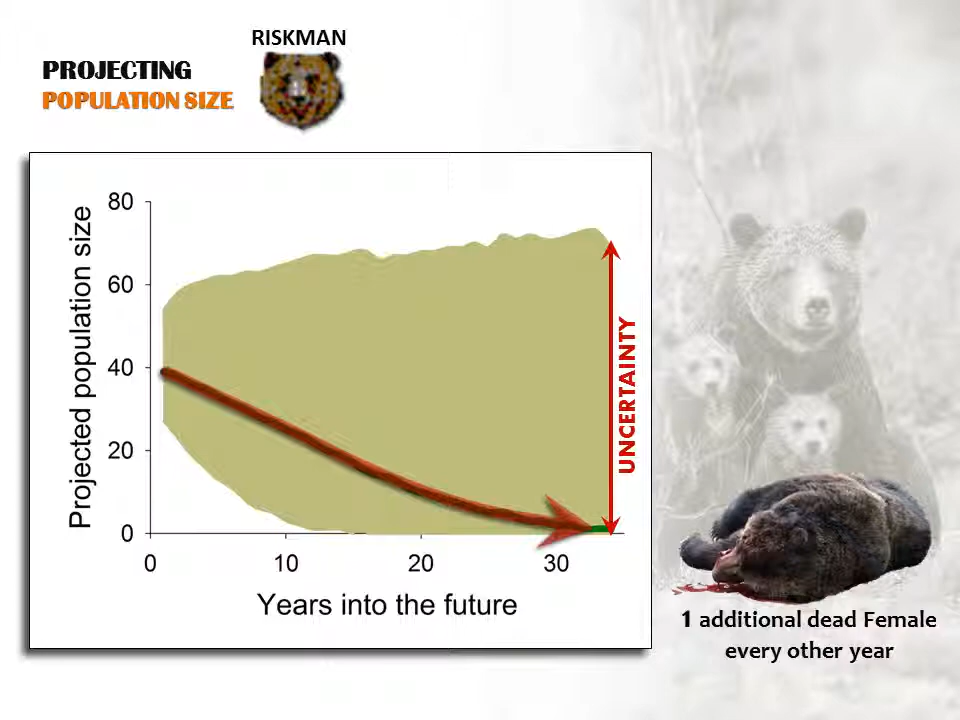 RISKMAN
PROJECTING
POPULATION SIZE
Projected population size
80
60
40
20
0
0
10
20
30
Years into the future
UNCERTAINTY
1 additional dead Female
every other year